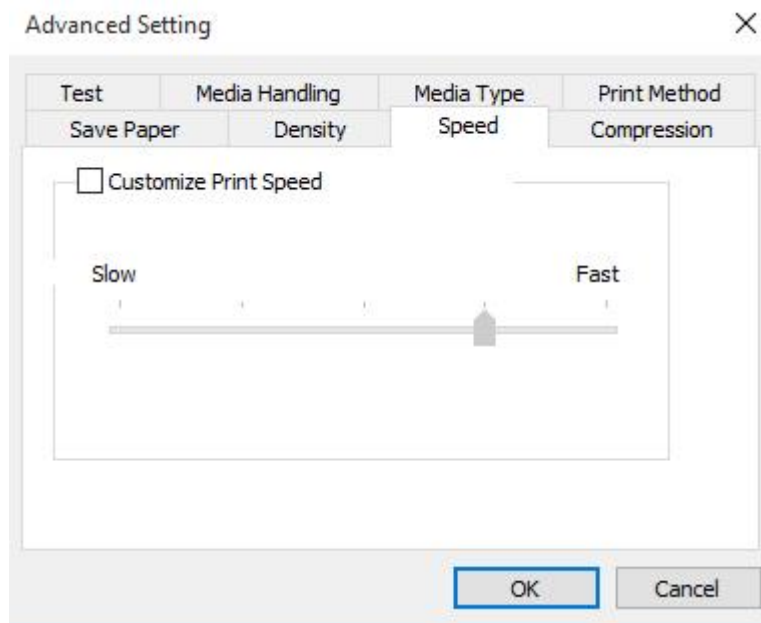 Advanced Setting
Test Media Handling Media Type Print Method
Save Paper Density Speed Compression
Customize Print Speed
Slow Fast
OK Cancel